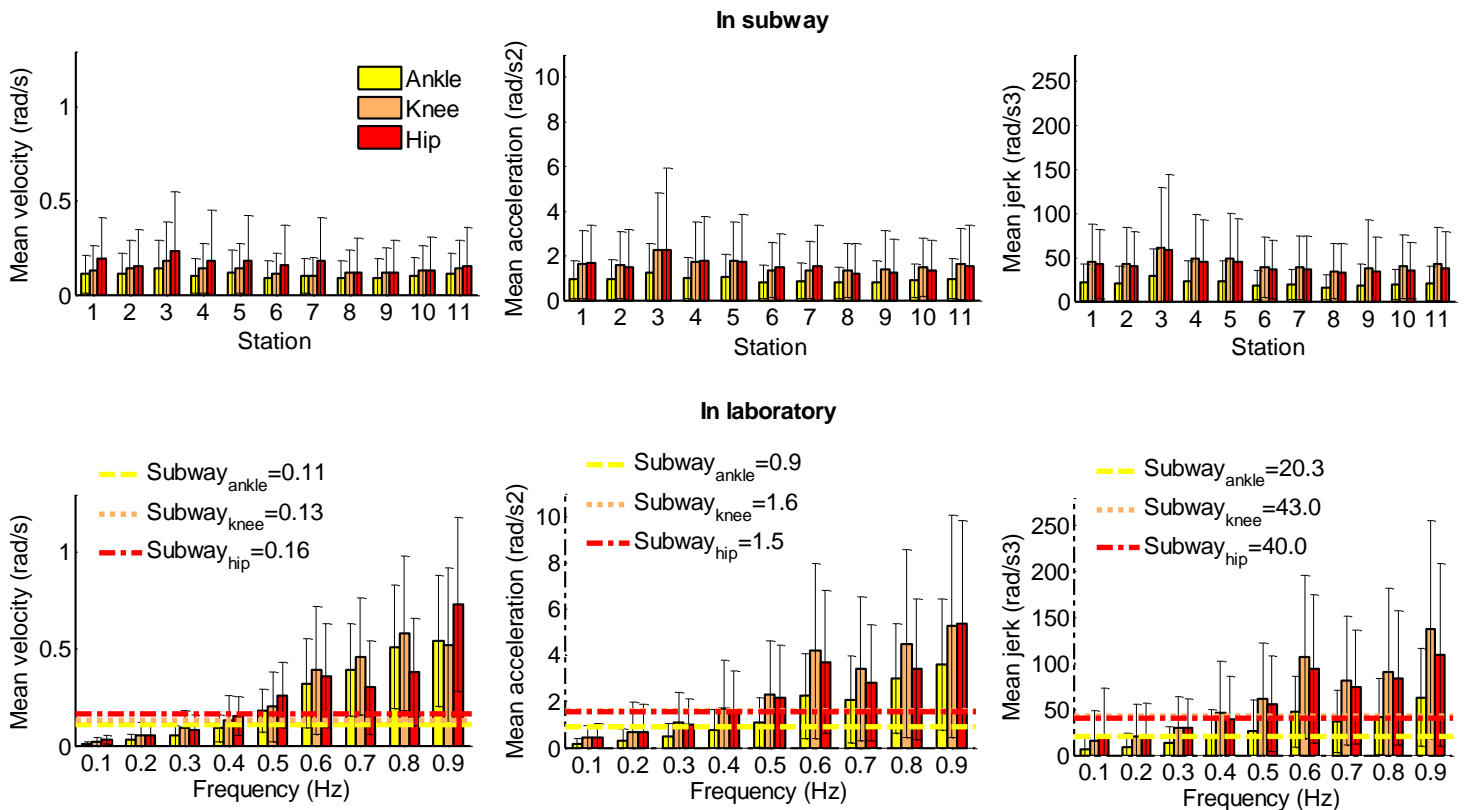 In subway
Mean velocity (rad/s)
1
0.5
0
Ankle
Knee
Hip
1 2 3 4 5 6 7 8 9 10 11
Station
Mean acceleration (rad/s2)
10
8
6
4
2
0
1 2 3 4 5 6 7 8 9 10 11
Station
Mean jerk (rad/s3)
250
200
150
100
50
0
1 2 3 4 5 6 7 8 9 10 11
Station
In laboratory
Subwayankle=0.11
Subwayknee=0.13
Subwayhip=0.16
Mean velocity (rad/s)
1
0.5
0
0.1 0.2 0.3 0.4 0.5 0.6 0.7 0.8 0.9
Frequency (Hz)
Subwayankle=0.9
Subwayknee=1.6
Subwayhip=1.5
Mean acceleration (rad/s2)
10
8
6
4
2
0
0.1 0.2 0.3 0.4 0.5 0.6 0.7 0.8 0.9
Frequency (Hz)
Subwayankle=20.3
Subwayknee=43.0
Subwayhip=40.0
Mean jerk (rad/s3)
250
200
150
100
50
0
0.1 0.2 0.3 0.4 0.5 0.6 0.7 0.8 0.9
Frequency (Hz)